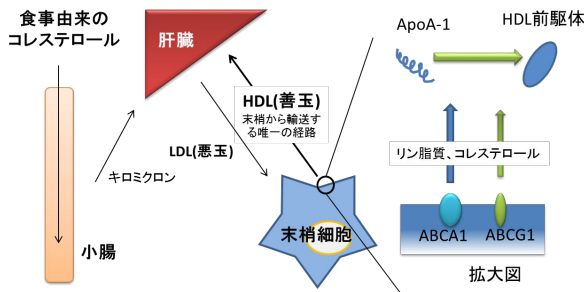 食事由来の
コレステロール
肝臓
HDL(善玉)
末梢から輸送す
る唯一の経路
LDL(悪玉)
キロミクロン
小腸
末梢細胞
ApoA-1
HDL前駆体
リン脂質、コレステロール
ABCA1
ABCG1
拡大図